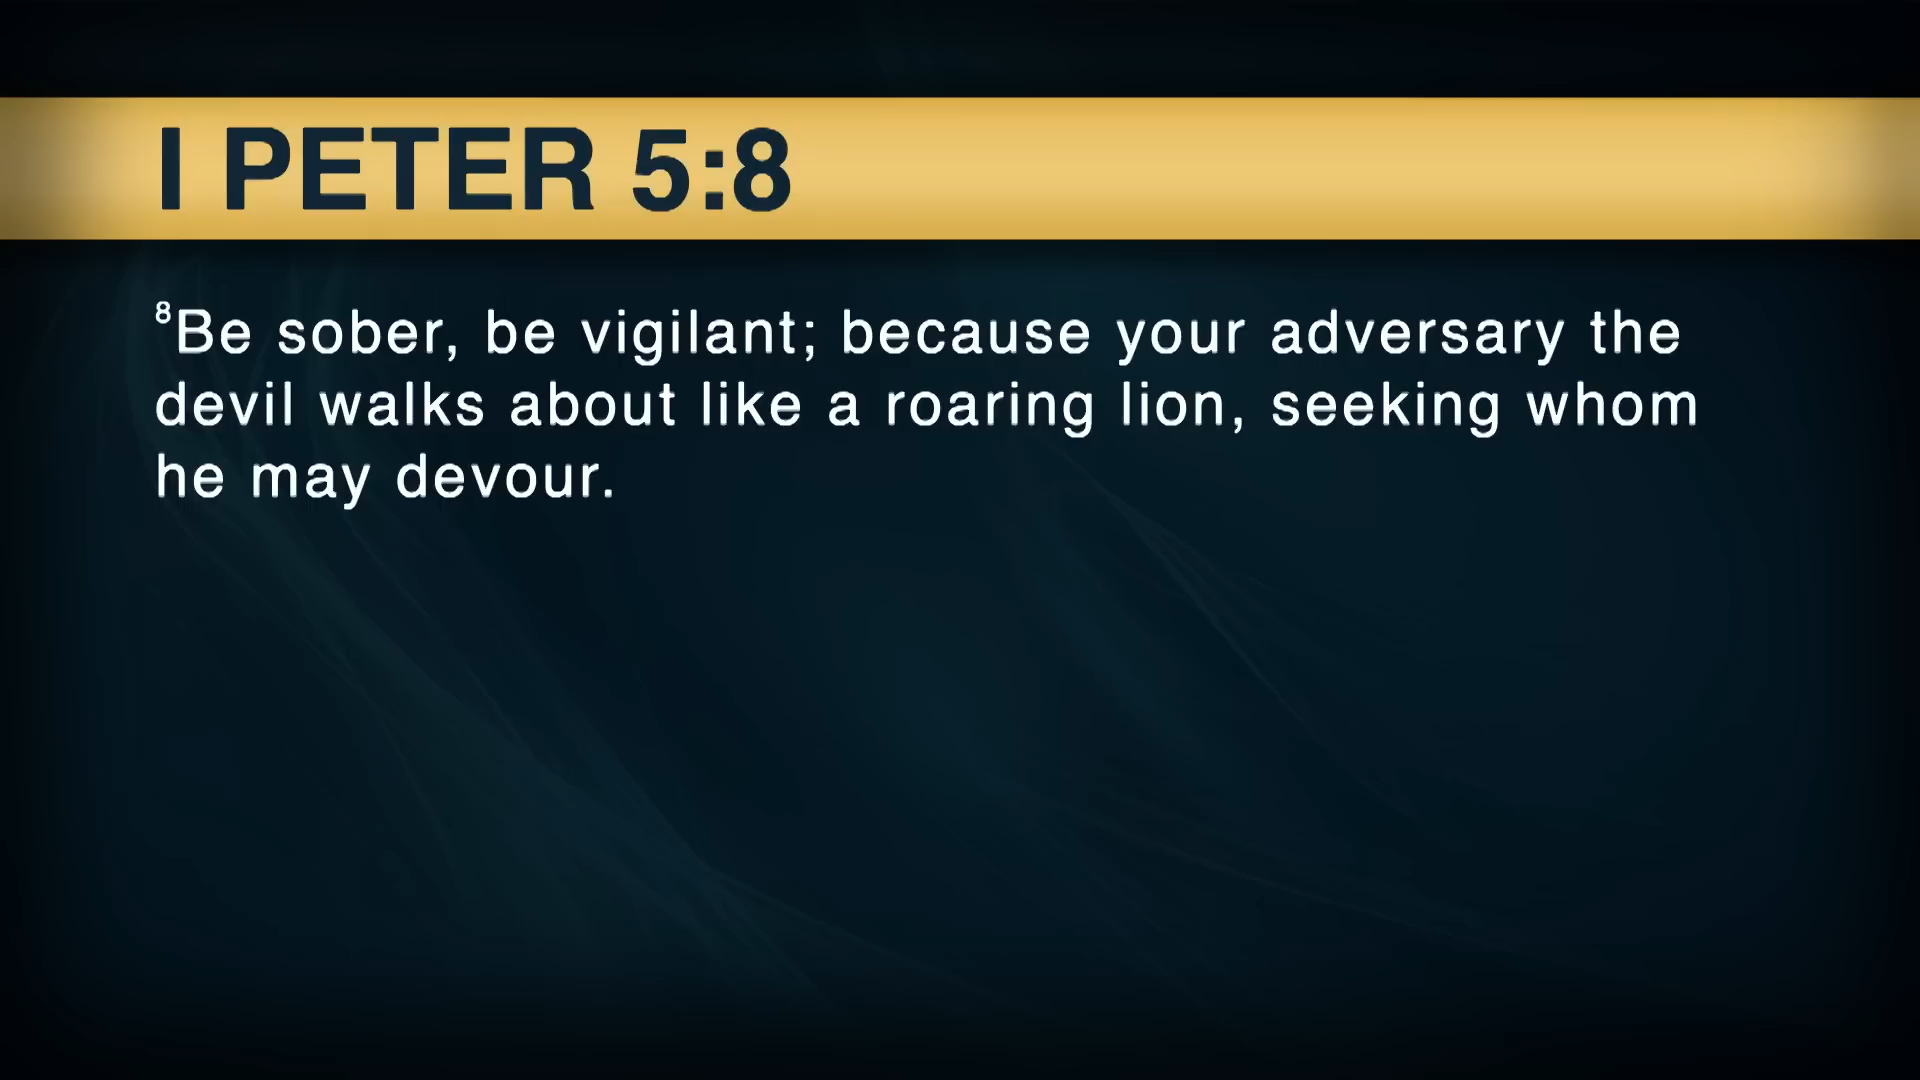 I PETER 5:8
⁸Be sober, be vigilant; because your adversary the
devil walks about like a roaring lion, seeking whom
he may devour.